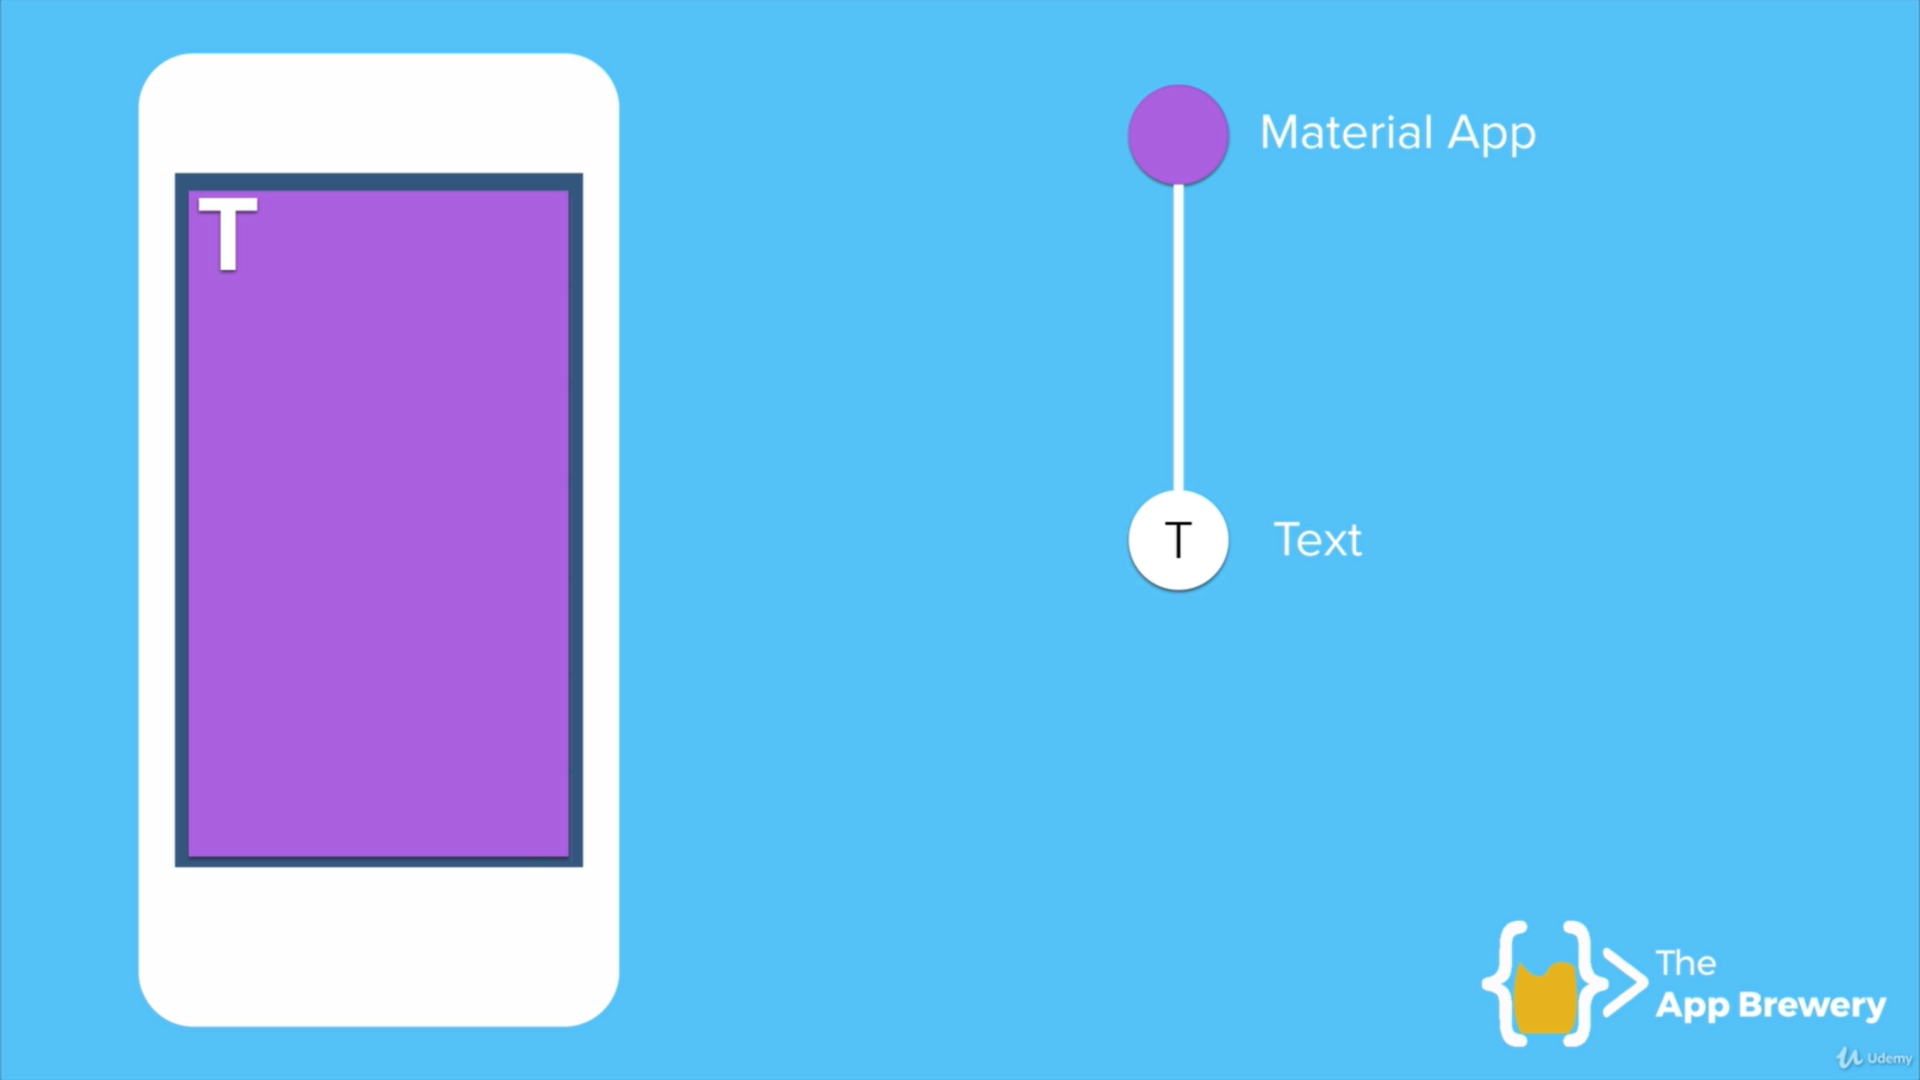 T
Material App
T
Text
The
App Brewery
Udemy